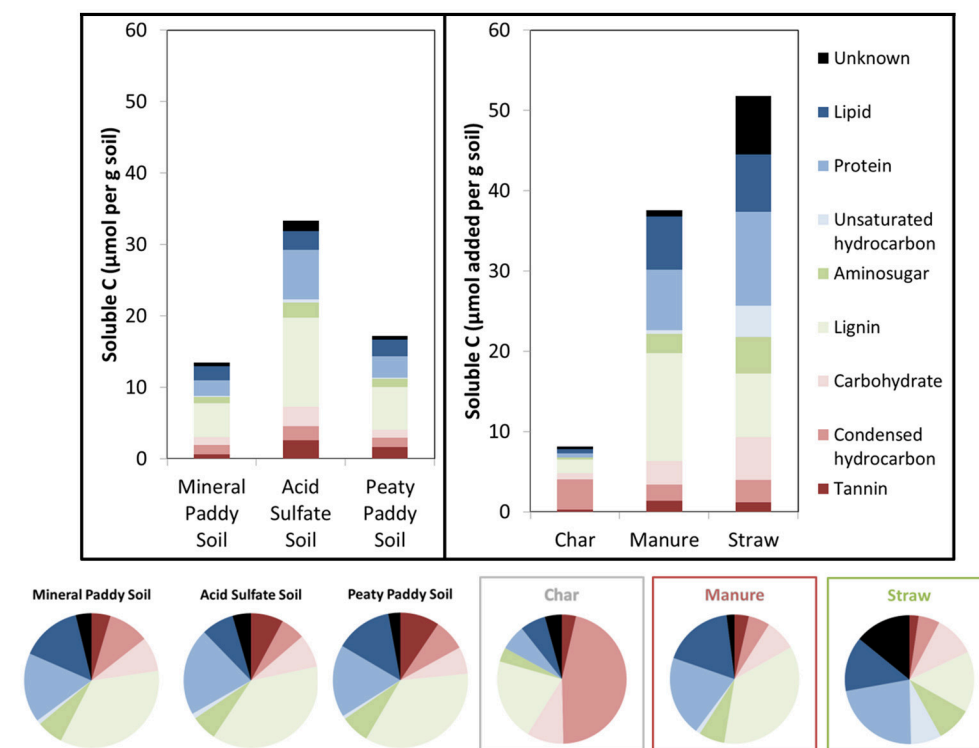 60
50
40
30
20
10
0
Soluble C (µmol per g soil)
Mineral
Paddy
Soil
Acid
Sulfate
Soil
Peaty
Paddy
Soil
60
50
40
30
20
10
0
Soluble C (µmol added per g soil)
Char
Manure
Straw
Unknown
Lipid
Protein
Unsaturated
hydrocarbon
Aminosugar
Lignin
Carbohydrate
Condensed
hydrocarbon
Tannin
Mineral Paddy Soil
Acid Sulfate Soil
Peaty Paddy Soil
Char
Manure
Straw